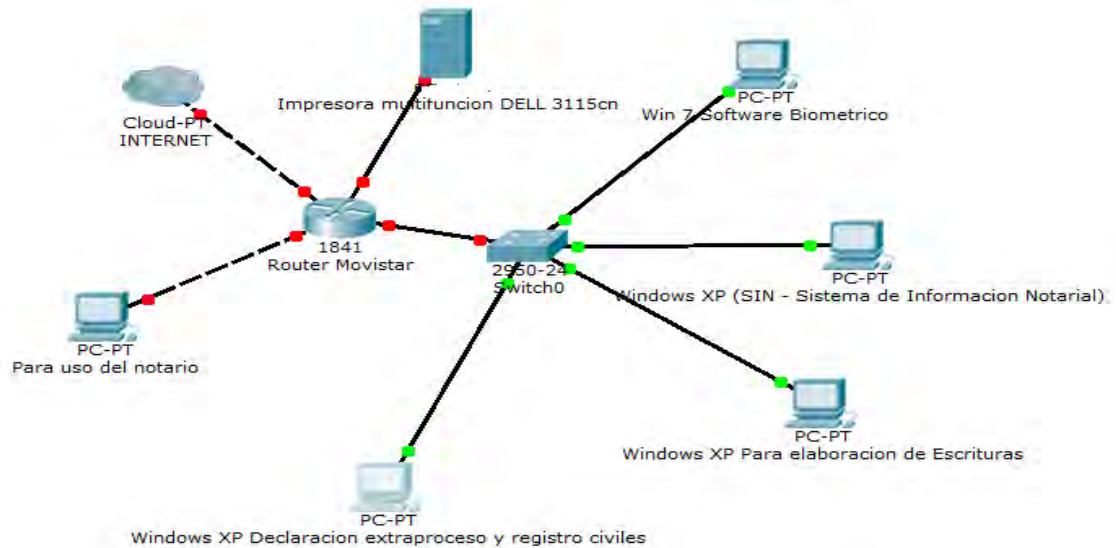 Impresora multifuncion DELL 3115cn
PC-PT
Win 7 Software Biometrico
Cloud-PT
INTERNET
1841
Router Movistar
2950-24
Switch0
PC-PT
Windows XP (SIN - Sistema de Informacion Notarial)
PC-PT
Para uso del notario
PC-PT
Windows XP Para elaboracion de Escrituras
PC-PT
Windows XP Declaracion extraproceso y registro civiles